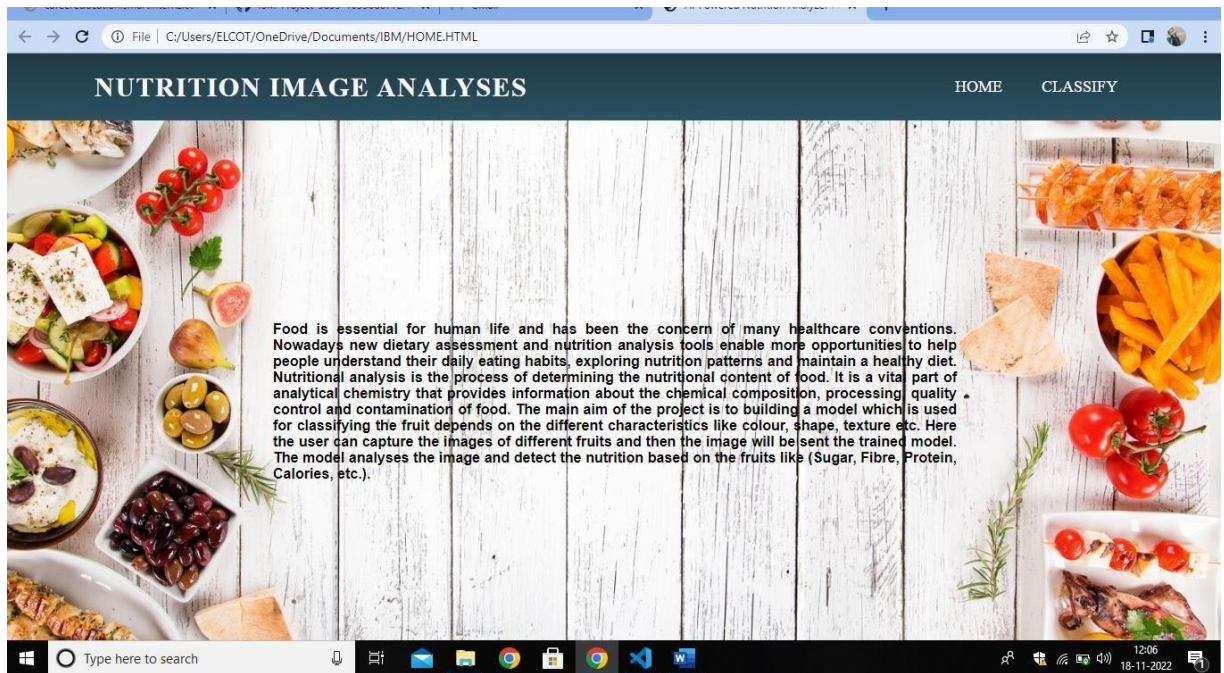 C:/Users/ELCOT/OneDrive/Documents/IBM/HOME.HTML
File
NUTRITION IMAGE ANALYSES
HOME
CLASSIFY
Food is essential for human life and has been the concern of many healthcare conventions.
Nowadays new dietary assessment and nutrition analysis tools enable more opportunities to help
people understand their daily eating habits, exploring nutrition patterns and maintain a healthy diet.
Nutritional analysis is the process of determining the nutritional content of food. It is a vital part of
analytical chemistry that provides information about the chemical composition, processing, quality
control and contamination of food. The main aim of the project is to building a model which is used
for classifying the fruit depends on the different characteristics like colour, shape, texture etc. Here
the user can capture the images of different fruits and then the image will be sent the trained model.
The model analyses the image and detect the nutrition based on the fruits like (Sugar, Fibre, Protein,
Calories, etc.).
Type here to search
12:06
18-11-2022